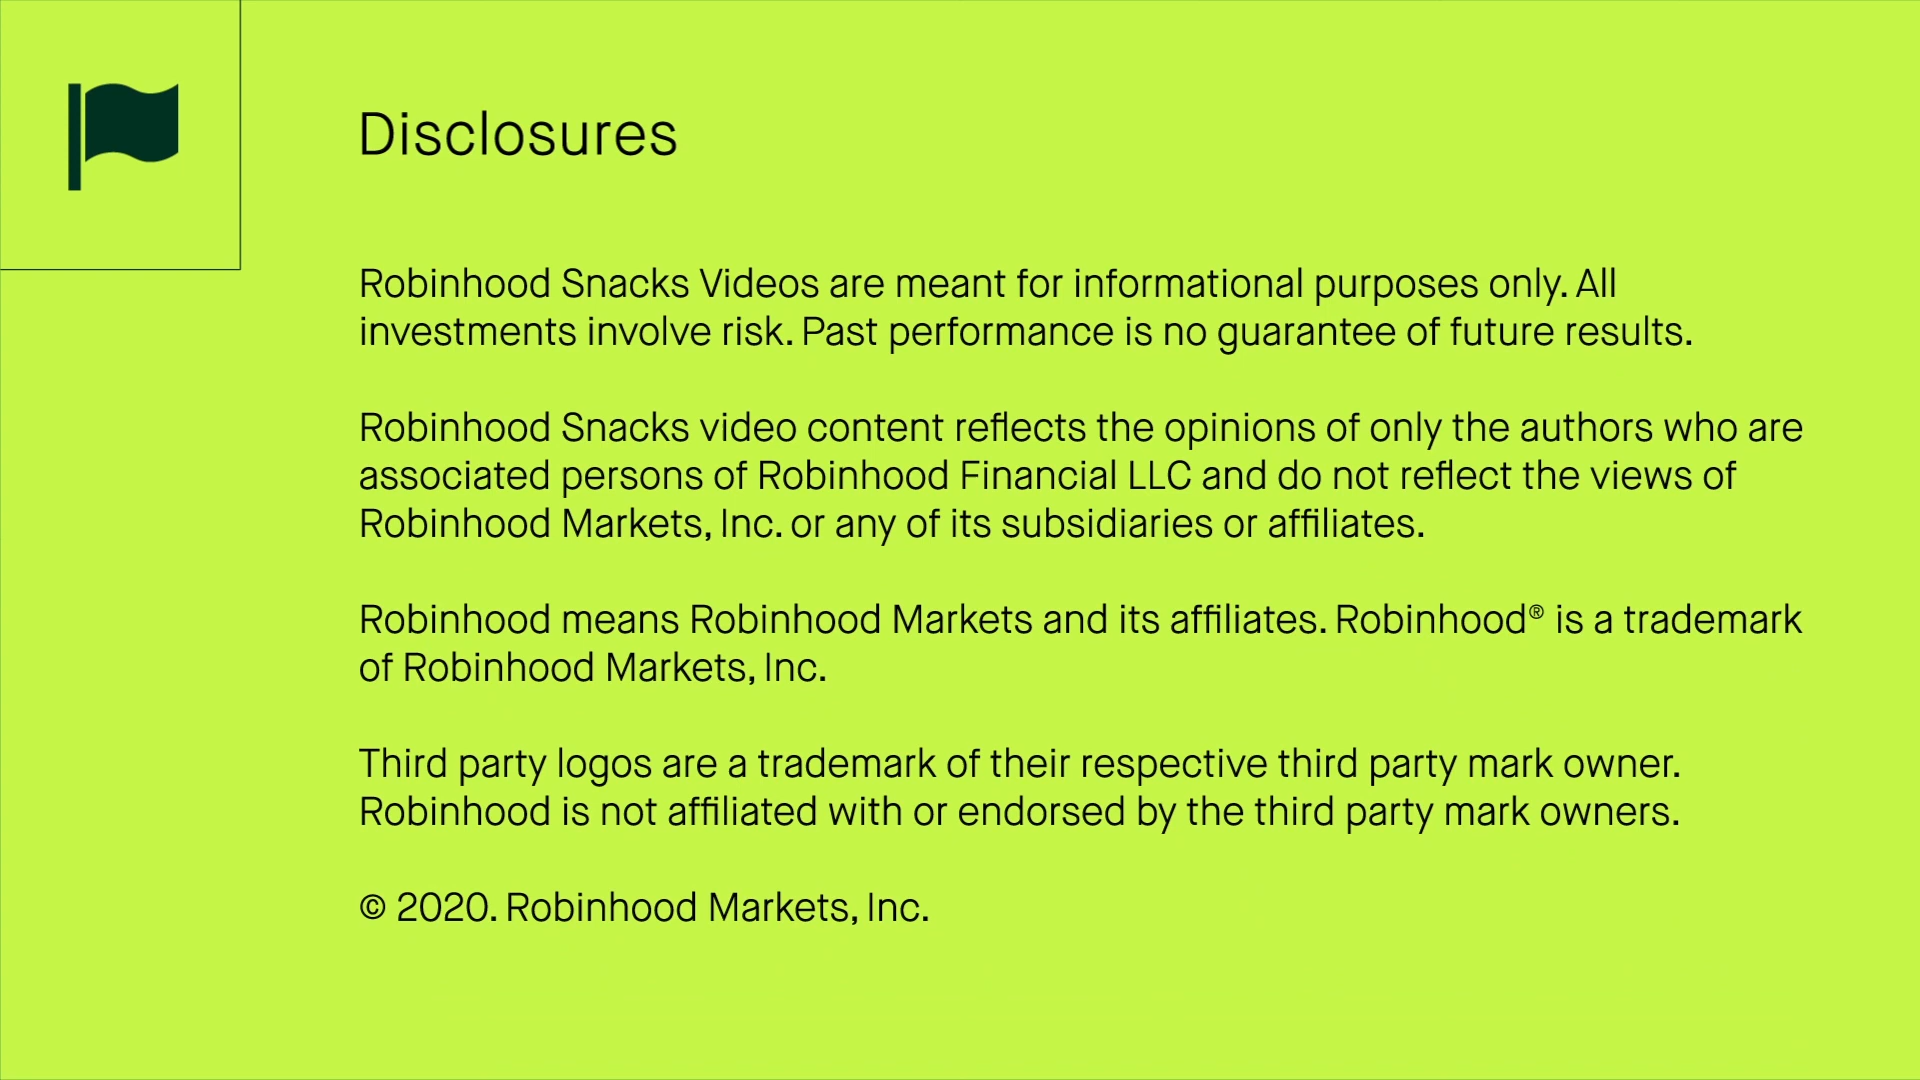 Disclosures
Robinhood Snacks Videos are meant for informational purposes only. All
investments involve risk. Past performance is no guarantee of future results.
Robinhood Snacks video content reflects the opinions of only the authors who are
associated persons of Robinhood Financial LLC and do not reflect the views of
Robinhood Markets, Inc. or any of its subsidiaries or affiliates.
Robinhood means Robinhood Markets and its affiliates. Robinhood® is a trademark
of Robinhood Markets, Inc.
Third party logos are a trademark of their respective third party mark owner.
Robinhood is not affiliated with or endorsed by the third party mark owners.
© 2020. Robinhood Markets, Inc.